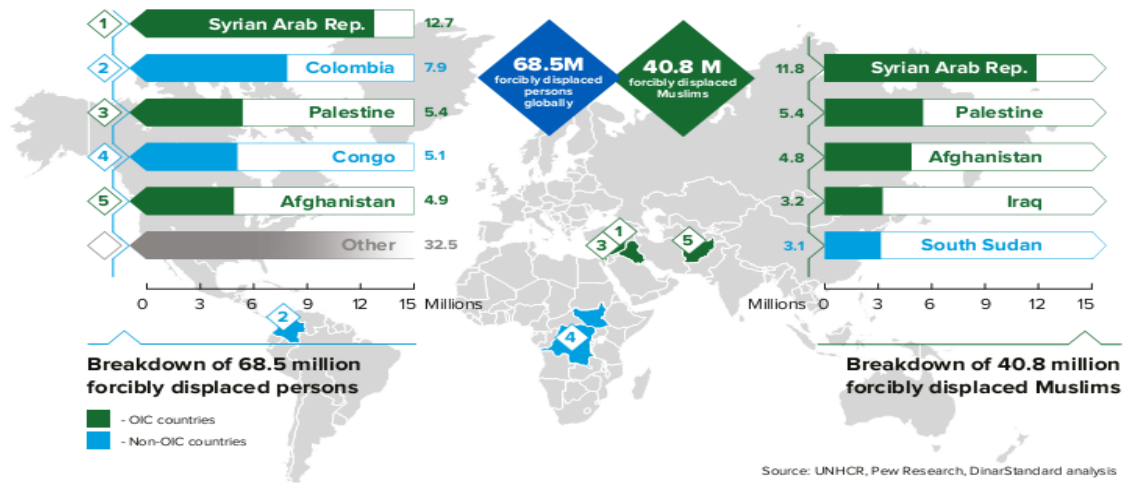 1 Syrian Arab Rep. 12.7
2 Colombia 7.9
3 Palestine 5.4
4 Congo 5.1
5 Afghanistan 4.9
Other 32.5
0 3 6 9 12 15 Millions
Breakdown of 68.5 million
forcibly displaced persons
- OIC countries
- Non-OIC countries
68.5M
forcibly displaced
persons
globally
40.8 M
forcibly displaced
Muslims
1
3
5
2
4
11.8 Syrian Arab Rep.
5.4 Palestine
4.8 Afghanistan
3.2 Iraq
3.1 South Sudan
Millions 0 3 6 9 12 15
Breakdown of 40.8 million
forcibly displaced Muslims
Source: UNHCR, Pew Research, DinarStandard analysis